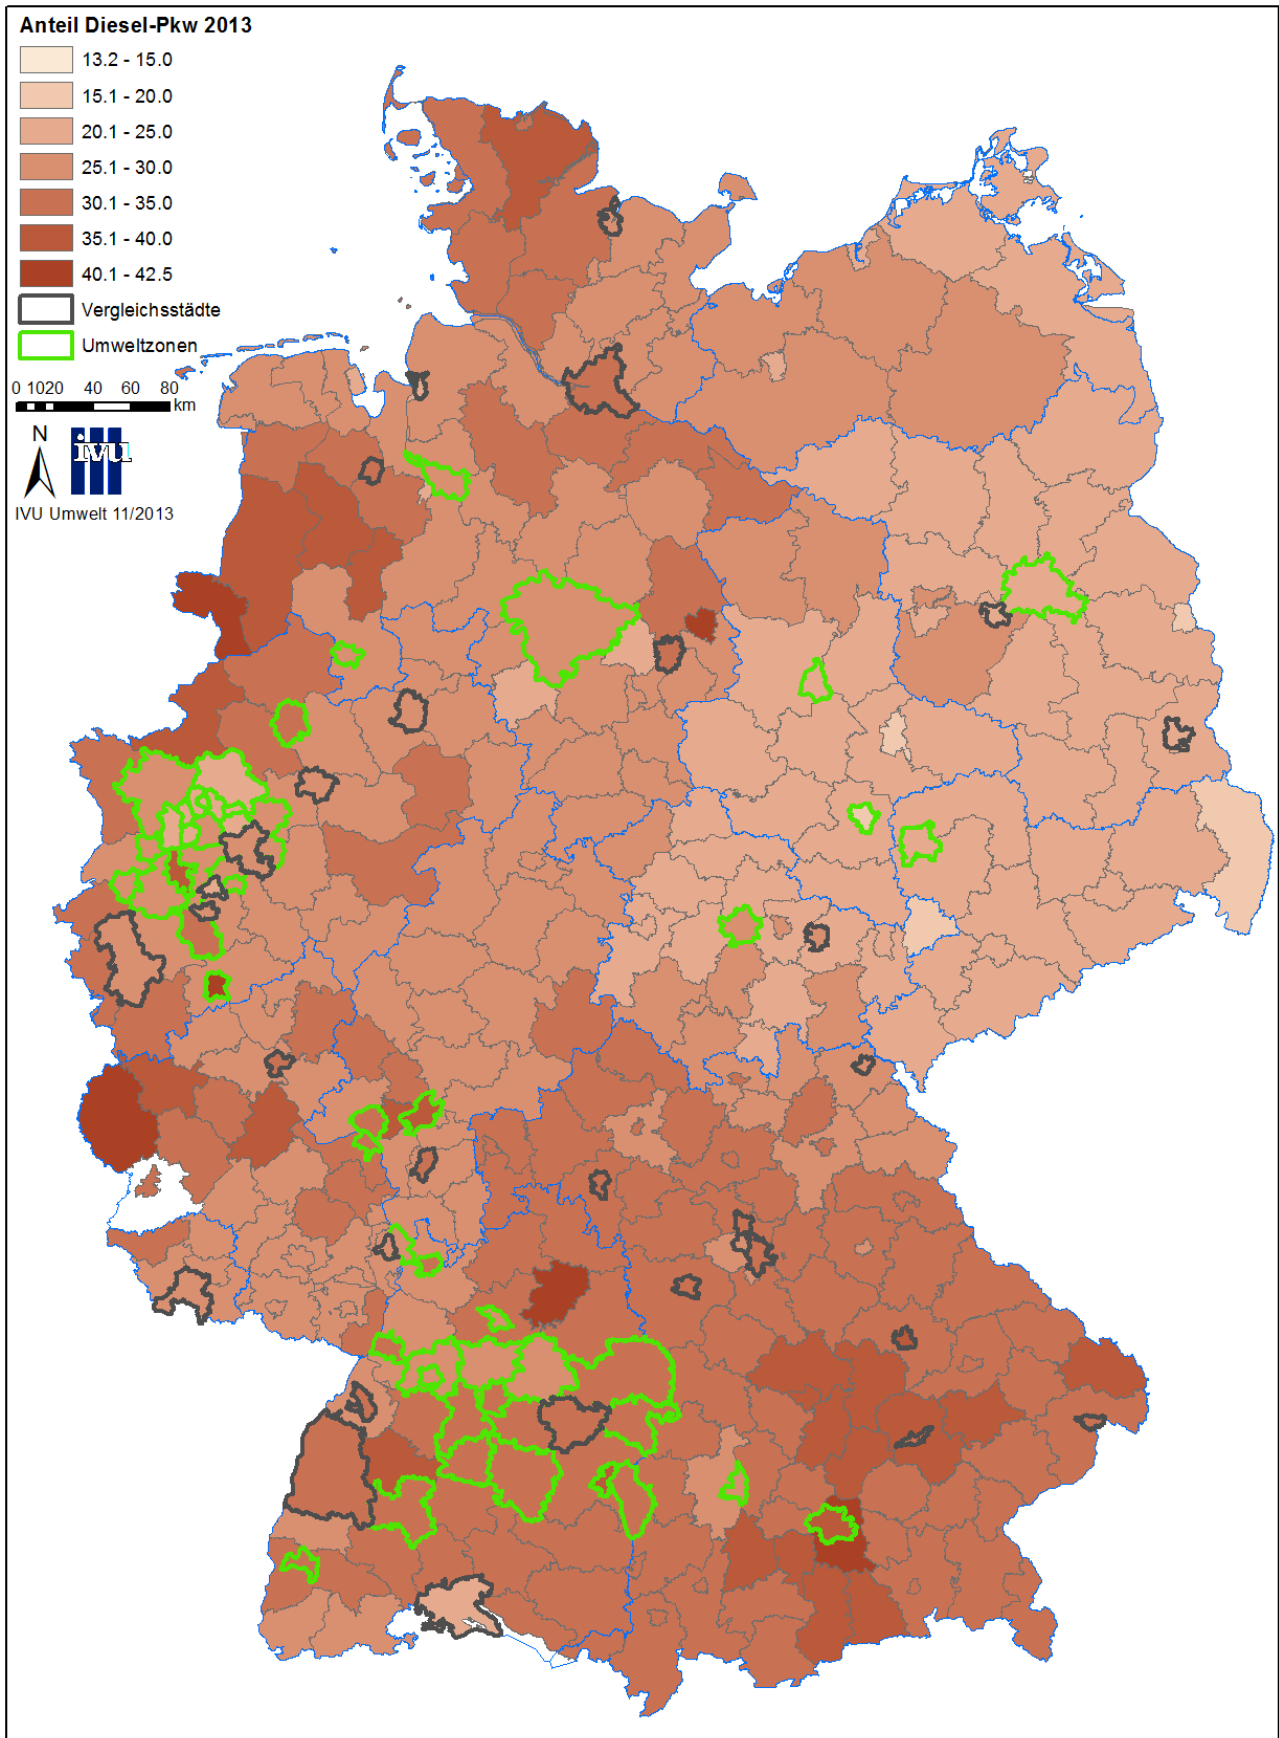 Anteil Diesel-Pkw 2013
13.2 - 15.0
15.1 - 20.0
20.1 - 25.0
25.1 - 30.0
30.1 - 35.0
35.1 - 40.0
40.1 - 42.5
Vergleichsstädte
Umweltzonen
0 1020 40 60 80
km
N
ivu
IVU Umwelt 11/2013